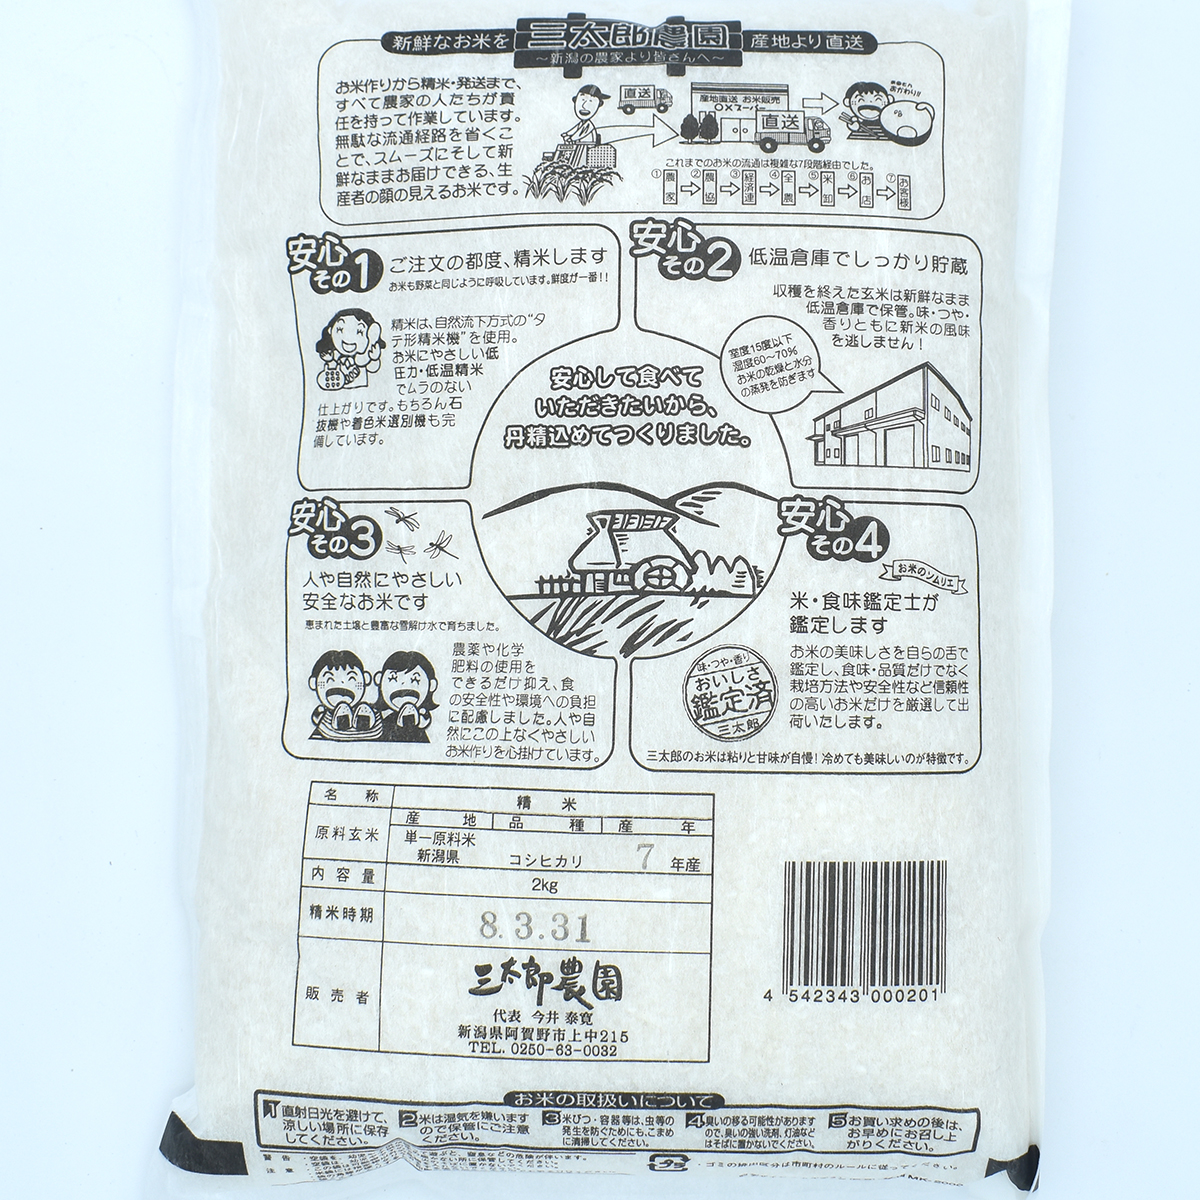 新鮮なお米を 三太郎農園 産地より直送
～新潟の農家より皆さんへ～
お米作りから精米・発送まで、
すべて農家の人たちが責
任を持って作業しています。
無駄な流通経路を省くこ
とで、スムーズにそして新
鮮なままお届けできる、生
産者の顔の見えるお米です。
直送
産地直送 お米販売
○×スーパー
直送
おかわり!!
これまでのお米の流通は複雑な7段階経由でした。
①農家→②農協→③経済連→④全農→⑤米卸→⑥お店→⑦お客様
安心その1 ご注文の都度、精米します
お米も野菜と同じように呼吸しています。鮮度が一番!!
精米は、自然流下方式の“タ
テ形精米機”を使用。
お米にやさしい低
圧力・低温精米
でムラのない
仕上がりです。もちろん石
抜機や着色米選別機も完
備しています。
安心その2 低温倉庫でしっかり貯蔵
収穫を終えた玄米は新鮮なまま
低温倉庫で保管。味・つや・
香りともに新米の風味
を逃しません!
室度15度以下
湿度60〜70%
お米の乾燥と水分
の蒸発を防ぎます
安心して食べて
いただきたいから、
丹精込めてつくりました。
安心その3
人や自然にやさしい
安全なお米です
恵まれた土壌と豊富な雪解け水で育ちました。
農薬や化学
肥料の使用を
できるだけ抑え、食
の安全性や環境への負担
に配慮しました。人や自
然にこの上なくやさしい
お米作りを心掛けています。
安心その4
お米のソムリエ
米・食味鑑定士が
鑑定します
お米の美味しさを自らの舌で
鑑定し、食味・品質だけでなく
栽培方法や安全性など信頼性
の高いお米だけを厳選して出
荷いたします。
味・つや・香り
おいしさ
鑑定済
三太郎
三太郎のお米は粘りと甘味が自慢!冷めても美味しいのが特徴です。
名称 精米
原料玄米 産地 品種 産年
単一原料米
新潟県 コシヒカリ 7年産
内容量 2kg
精米時期 8.3.31
販売者 三太郎農園
代表 今井 泰寛
新潟県阿賀野市上中215
TEL. 0250-63-0032
4 542343 000201
お米の取扱いについて
1 直射日光を避けて、
涼しい場所に保存
してください。
2 米は湿気を嫌います
ので保管にご注意
ください。
3 米びつ・容器等は、虫等の
発生を防ぐためにも、こまめ
に清掃してください。
4 臭いの移る可能性があります
ので、臭いの強い洗剤、灯油など
はそばに置かないでください。
5 お買い求めの後は、
お早めにお召し上
がりください。
警告
注意
プラ
・ゴミの排出区分は市町村のルールに従ってください。